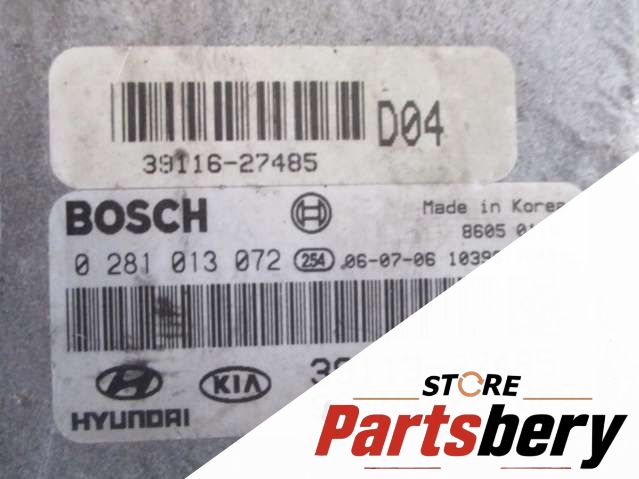 D04
39116-27485
BOSCH
Made in Korea
8605
0 281 013 072 254 06-07-06
KIA
HYUNDAI
STORE
Partsbery